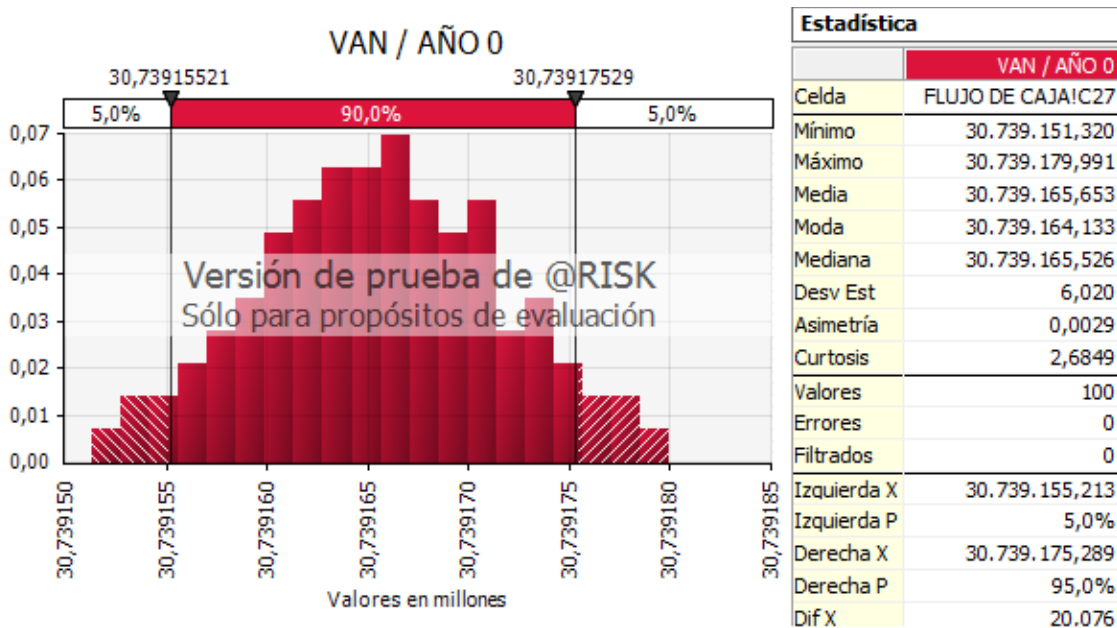 VAN / AÑO 0
30,73915521 30,73917529
5,0% 90,0% 5,0%
0,07
0,06
0,05
0,04
0,03
0,02
0,01
0,00
Versión de prueba de @RISK
Sólo para propósitos de evaluación
30,739150
30,739155
30,739160
30,739165
30,739170
30,739175
30,739180
30,739185
Valores en millones
Estadística
VAN / AÑO 0
Celda FLUJO DE CAJA!C27
Mínimo 30.739.151,320
Máximo 30.739.179,991
Media 30.739.165,653
Moda 30.739.164,133
Mediana 30.739.165,526
Desv Est 6,020
Asimetría 0,0029
Curtosis 2,6849
Valores 100
Errores 0
Filtrados 0
Izquierda X 30.739.155,213
Izquierda P 5,0%
Derecha X 30.739.175,289
Derecha P 95,0%
Dif X 20,076